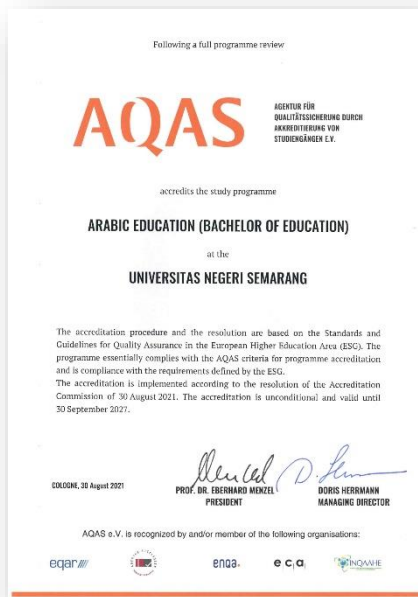 Following a full programme review
AQAS
AGENTUR FÜR
QUALITÄTSSICHERUNG DURCH
AKKREDITIERUNG VON
STUDIENGÄNGEN E.V.
accredits the study programme
ARABIC EDUCATION (BACHELOR OF EDUCATION)
at the
UNIVERSITAS NEGERI SEMARANG
The accreditation procedure and the resolution are based on the Standards and
Guidelines for Quality Assurance in the European Higher Education Area (ESG). The
programme essentially complies with the AQAS criteria for programme accreditation
and is compliance with the requirements defined by the ESG.
The accreditation is implemented according to the resolution of the Accreditation
Commission of 30 August 2021. The accreditation is unconditional and valid until
30 September 2027.
COLOGNE, 30 August 2021
PROF. DR. EBERHARD MENZEL
PRESIDENT
DORIS HERRMANN
MANAGING DIRECTOR
AQAS e.V. is recognized by and/or member of the following organisations:
eqar
enqa.
e c a
INQAAHE